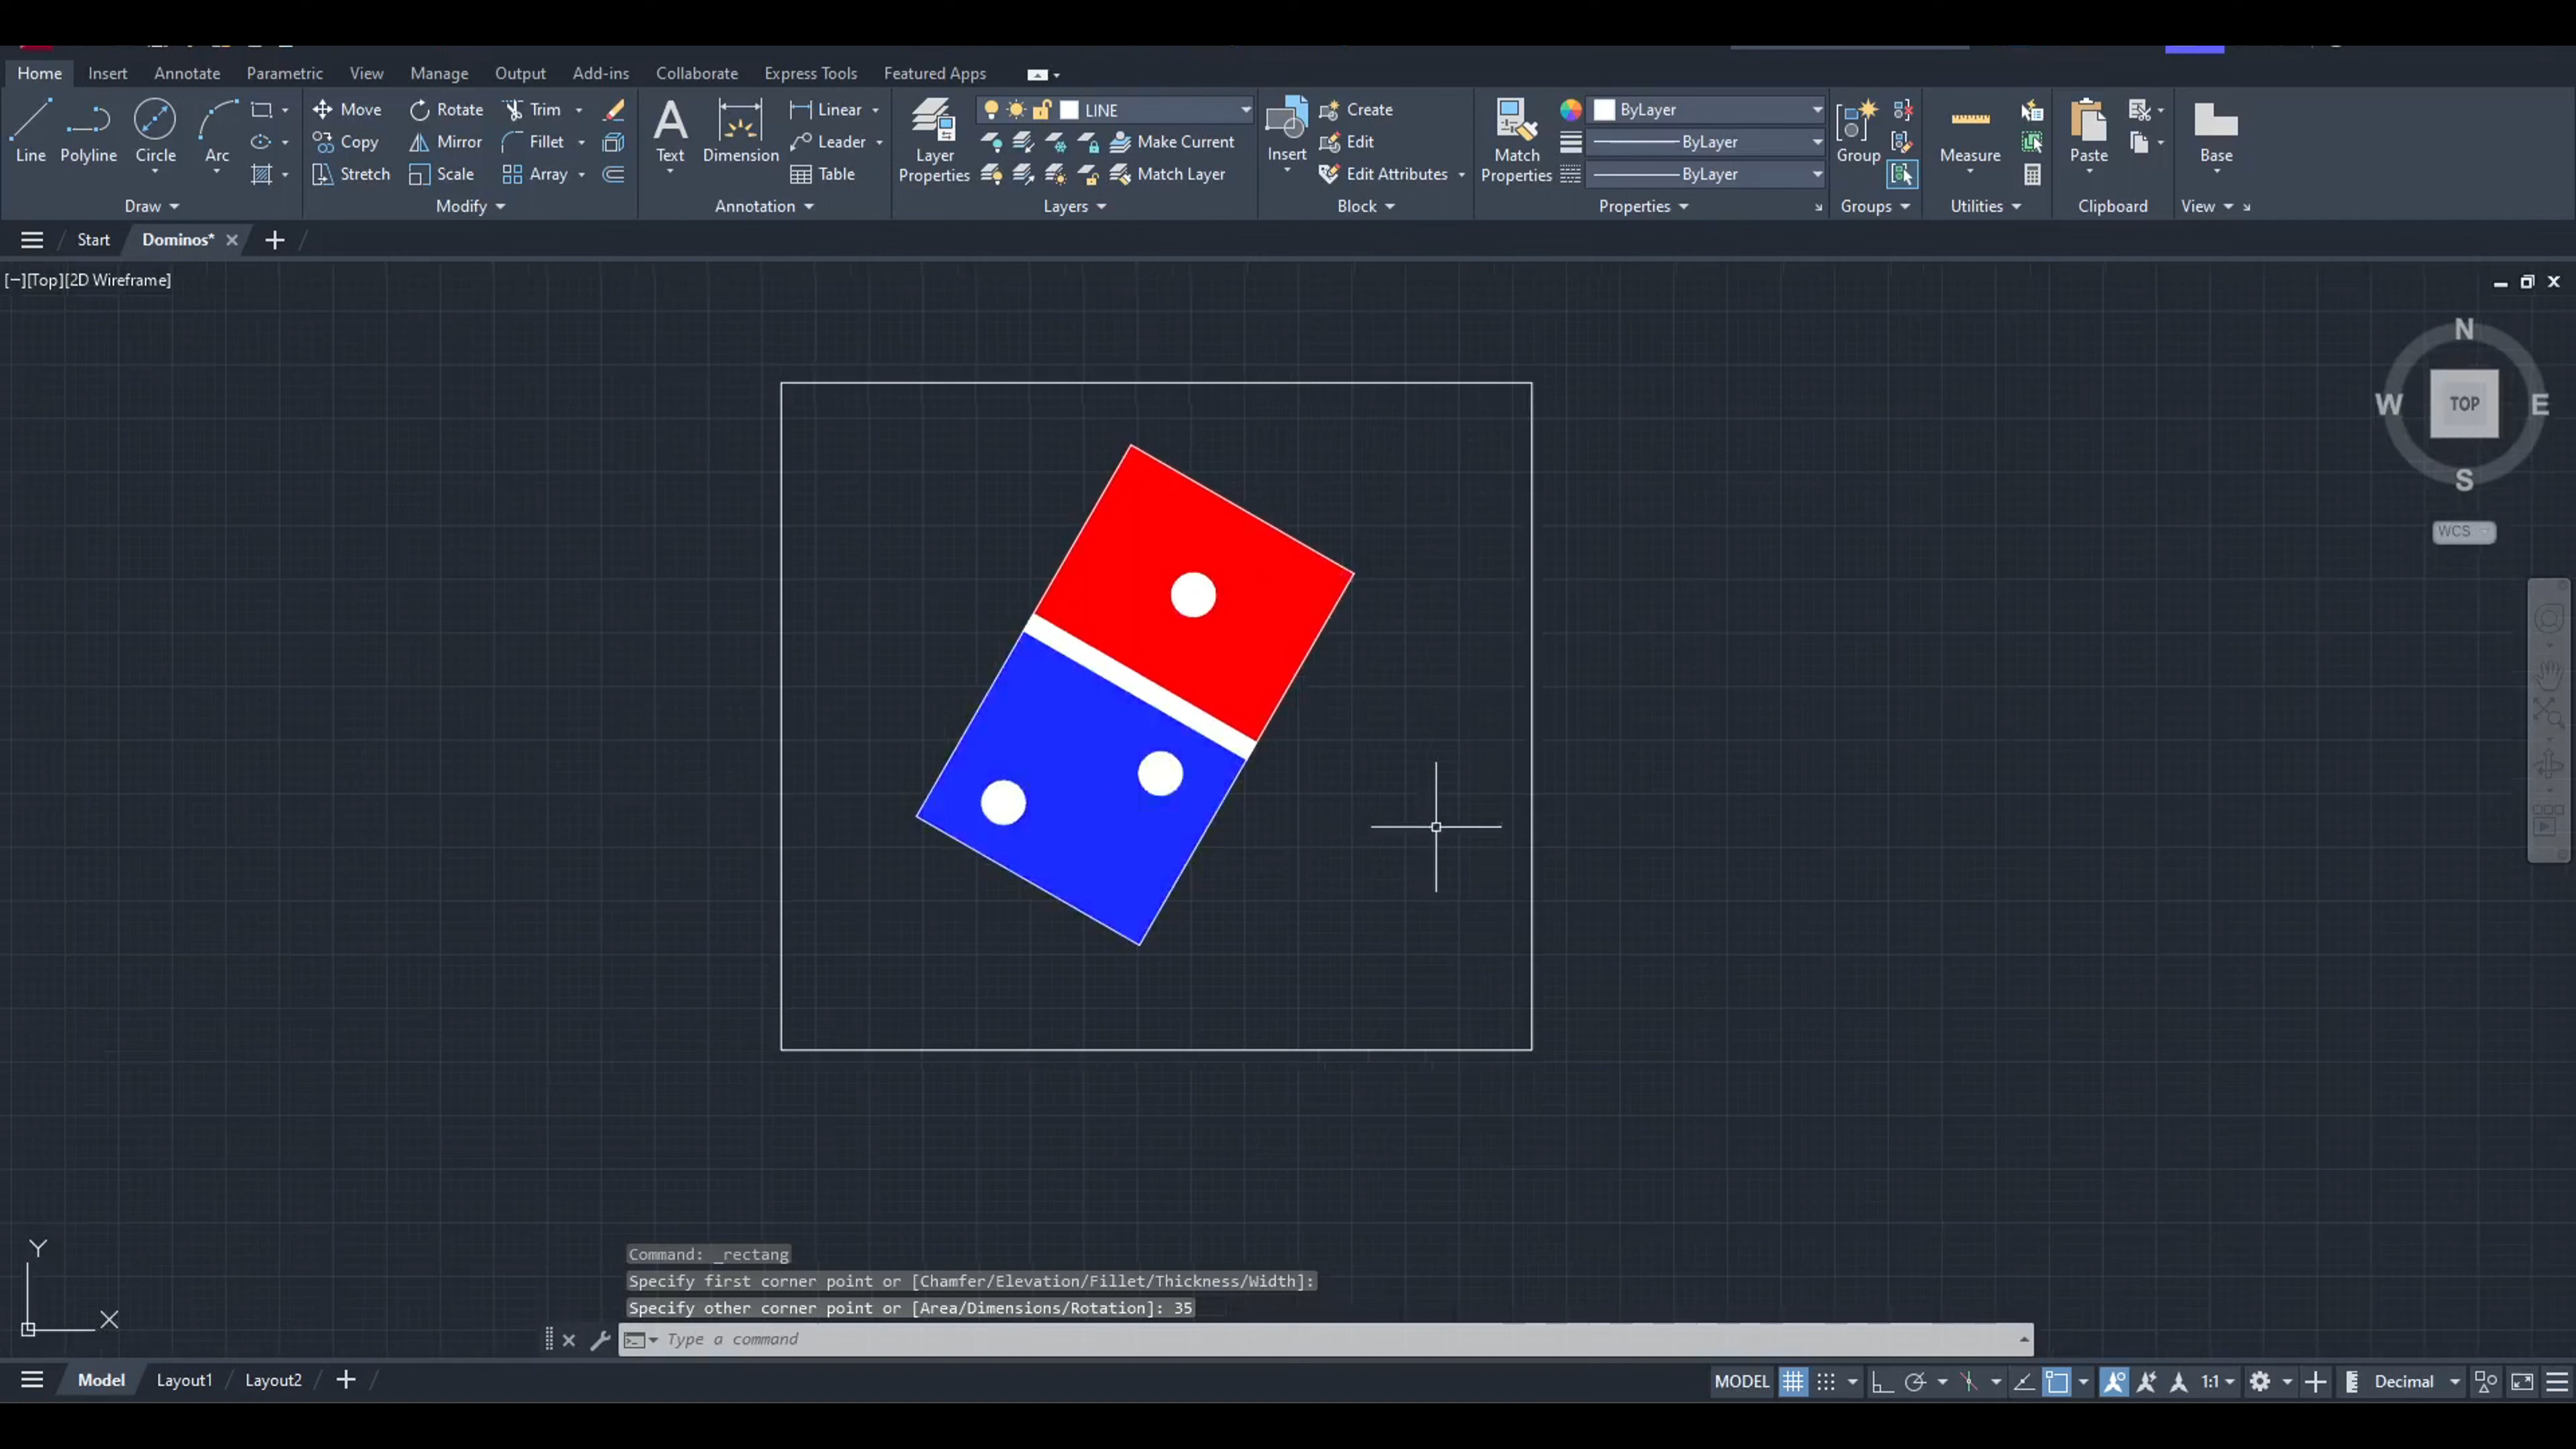 Home Insert Annotate Parametric View Manage Output Add-ins Collaborate Express Tools Featured Apps
Line Polyline Circle Arc
Move Rotate Trim
Copy Mirror Fillet
Stretch Scale Array
Text Dimension
Linear
Leader
Table
Layer Properties
LINE
Make Current
Match Layer
Insert
Create
Edit
Edit Attributes
Match Properties
ByLayer
ByLayer
ByLayer
Group
Measure
Paste
Base
Draw Modify Annotation Layers Block Properties Groups Utilities Clipboard View
Start Dominos*
[−][Top][2D Wireframe]
N
W TOP E
S
WCS
Y
X
Command: _rectang
Specify first corner point or [Chamfer/Elevation/Fillet/Thickness/Width]:
Specify other corner point or [Area/Dimensions/Rotation]: 35
Type a command
Model Layout1 Layout2
MODEL 1:1 Decimal